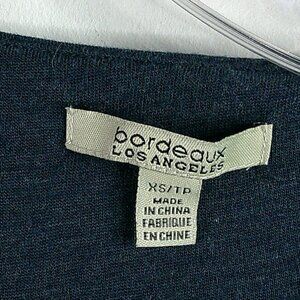 bordeaux
LOS ANGELES
XS/TP
MADE
IN CHINA
FABRIQUE
EN CHINE